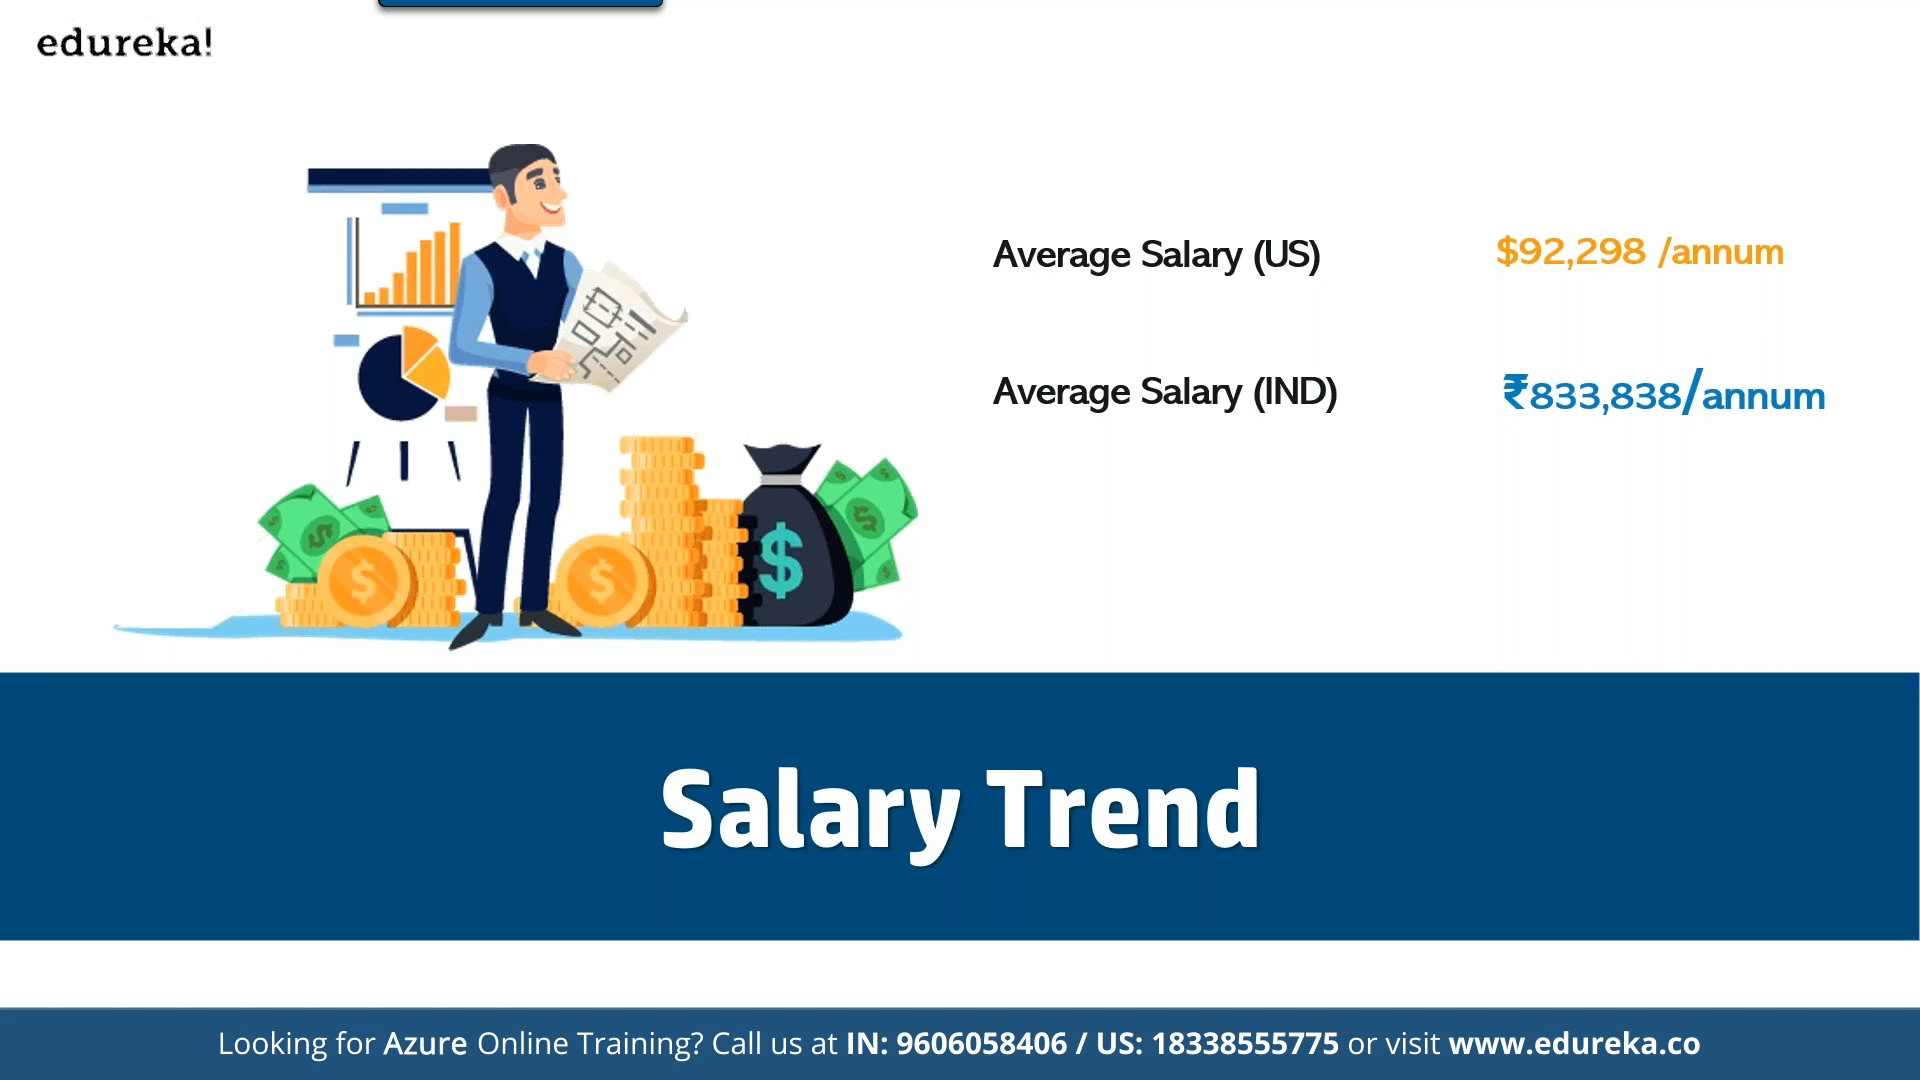 edureka!
Average Salary (US) $92,298 /annum
Average Salary (IND) ₹833,838/annum
$ $ $ $
Salary Trend
Looking for Azure Online Training? Call us at IN: 9606058406 / US: 18338555775 or visit www.edureka.co